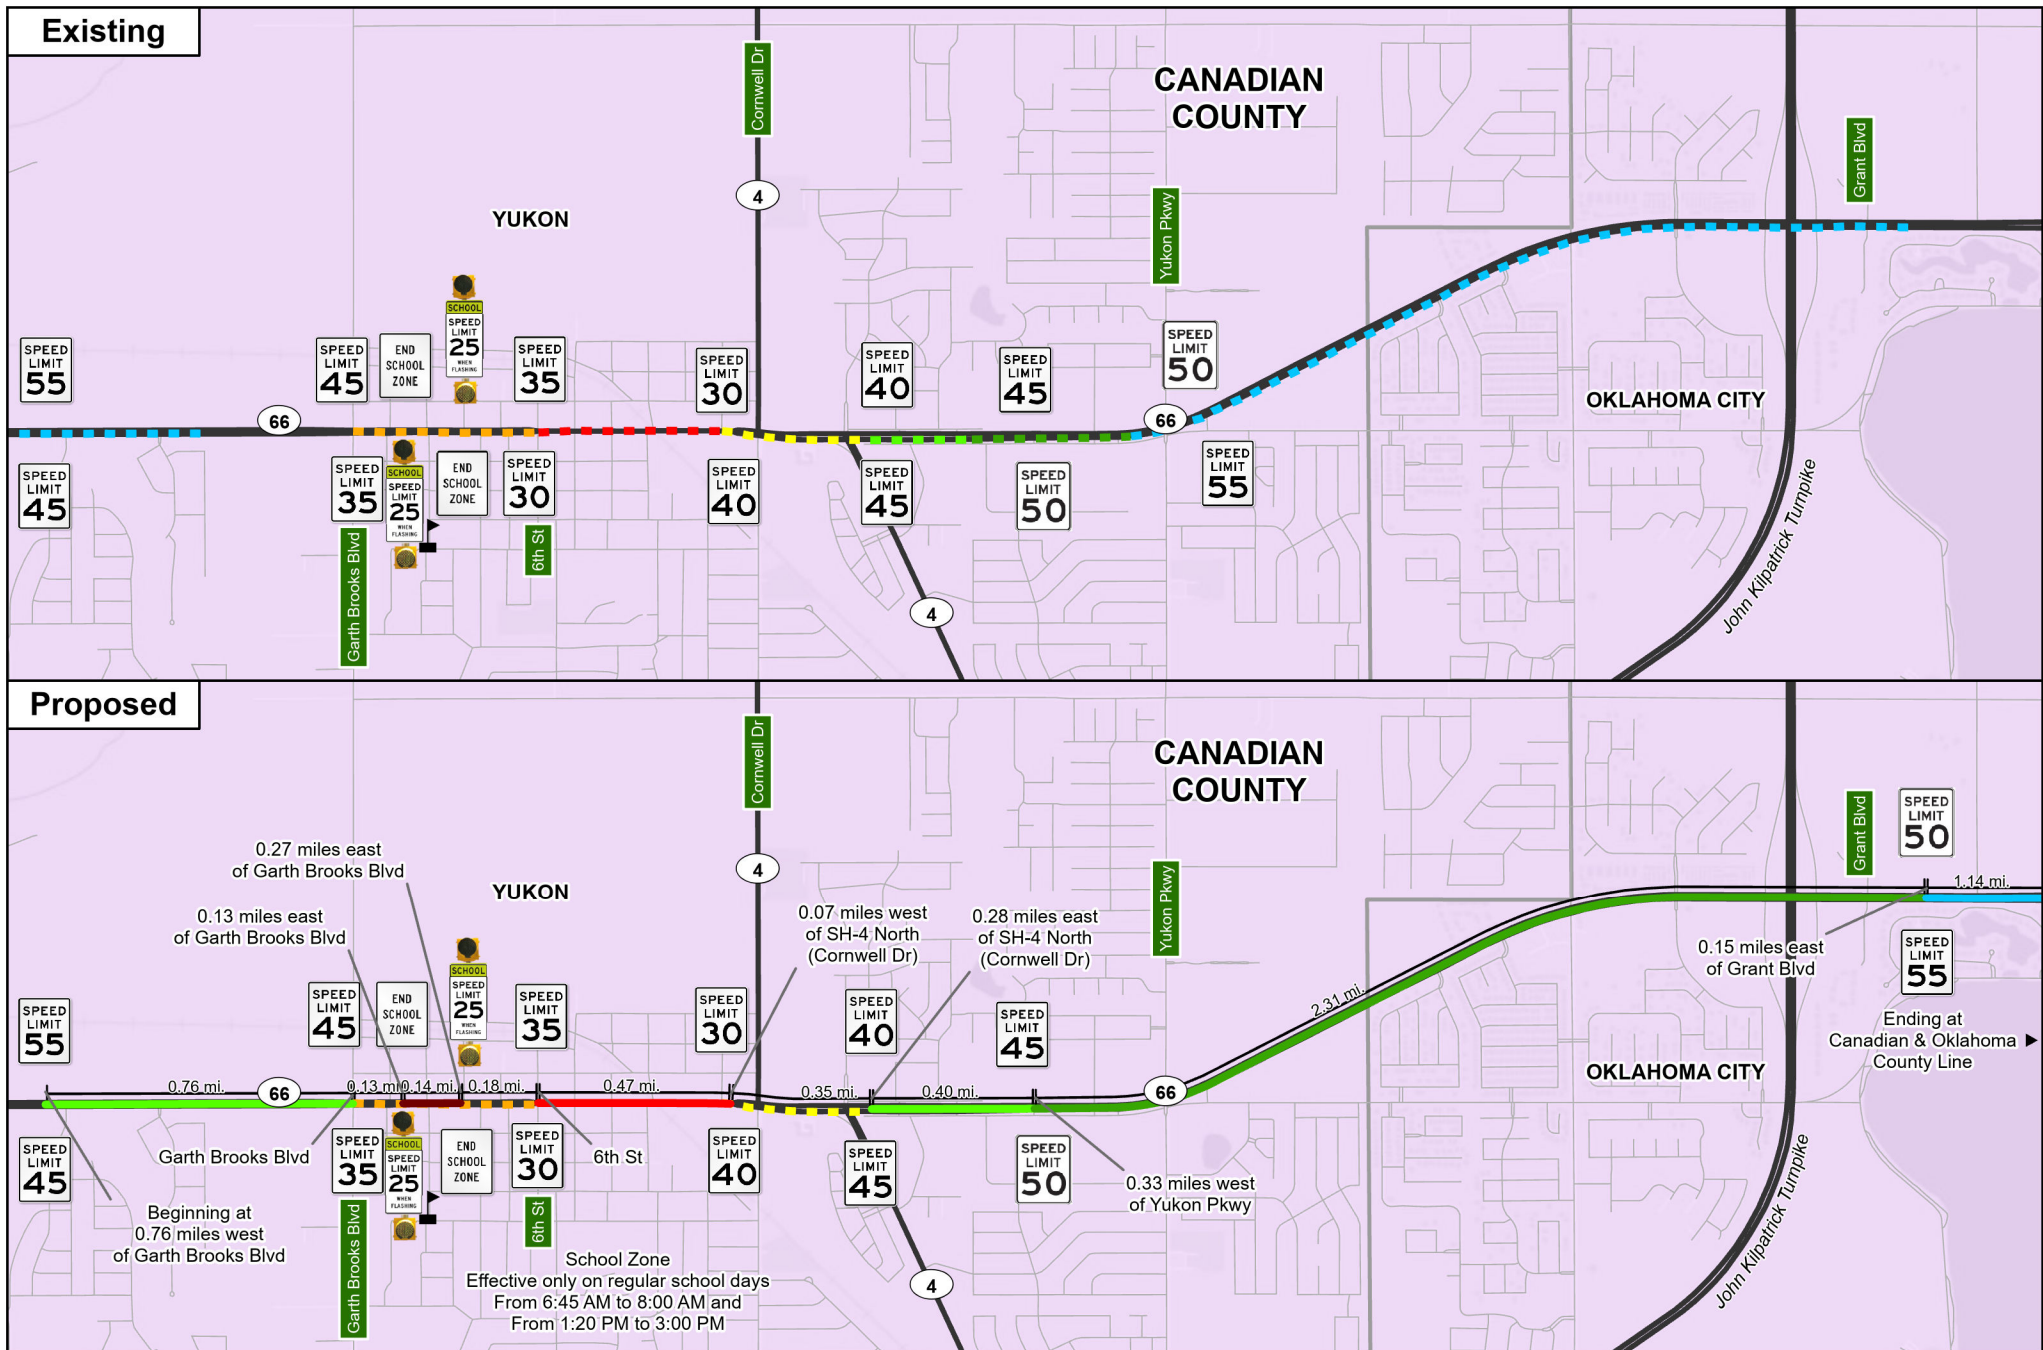 Existing
Cornwell Dr
CANADIAN
COUNTY
Grant Blvd
4
YUKON
Yukon Pkwy
SCHOOL
SPEED
LIMIT
25
WHEN
FLASHING
SPEED
LIMIT
55
SPEED
LIMIT
45
END
SCHOOL
ZONE
SPEED
LIMIT
35
SPEED
LIMIT
30
SPEED
LIMIT
40
SPEED
LIMIT
45
SPEED
LIMIT
50
OKLAHOMA CITY
66
66
SPEED
LIMIT
45
SPEED
LIMIT
35
SCHOOL
SPEED
LIMIT
25
WHEN
FLASHING
END
SCHOOL
ZONE
SPEED
LIMIT
30
SPEED
LIMIT
40
SPEED
LIMIT
45
SPEED
LIMIT
50
SPEED
LIMIT
55
Garth Brooks Blvd
6th St
4
John Kilpatrick Turnpike
Proposed
Cornwell Dr
CANADIAN
COUNTY
Grant Blvd
SPEED
LIMIT
50
0.27 miles east
of Garth Brooks Blvd
YUKON
4
Yukon Pkwy
1.14 mi.
0.13 miles east
of Garth Brooks Blvd
0.07 miles west
of SH-4 North
(Cornwell Dr)
0.28 miles east
of SH-4 North
(Cornwell Dr)
0.15 miles east
of Grant Blvd
SPEED
LIMIT
55
SCHOOL
SPEED
LIMIT
25
WHEN
FLASHING
SPEED
LIMIT
55
SPEED
LIMIT
45
END
SCHOOL
ZONE
SPEED
LIMIT
35
SPEED
LIMIT
30
SPEED
LIMIT
40
SPEED
LIMIT
45
2.31 mi.
Ending at
Canadian & Oklahoma
County Line
OKLAHOMA CITY
0.76 mi.
66
0.13 mi.
0.14 mi.
0.18 mi.
0.47 mi.
0.35 mi.
0.40 mi.
66
SPEED
LIMIT
45
Garth Brooks Blvd
SPEED
LIMIT
35
SCHOOL
SPEED
LIMIT
25
WHEN
FLASHING
END
SCHOOL
ZONE
SPEED
LIMIT
30
6th St
SPEED
LIMIT
40
SPEED
LIMIT
45
SPEED
LIMIT
50
0.33 miles west
of Yukon Pkwy
Beginning at
0.76 miles west
of Garth Brooks Blvd
Garth Brooks Blvd
6th St
School Zone
Effective only on regular school days
From 6:45 AM to 8:00 AM and
From 1:20 PM to 3:00 PM
4
John Kilpatrick Turnpike